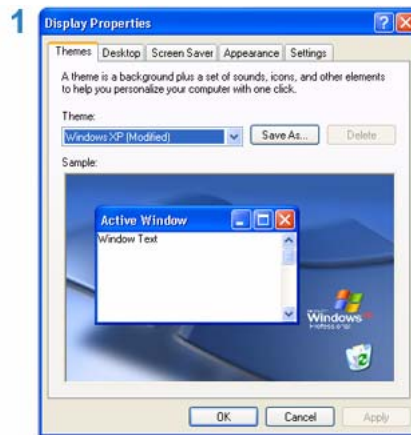 1
Display Properties
Themes Desktop Screen Saver Appearance Settings
A theme is a background plus a set of sounds, icons, and other elements
to help you personalize your computer with one click.
Theme:
Windows XP (Modified) Save As... Delete
Sample:
Active Window
Window Text
Windows
Professional
OK Cancel Apply